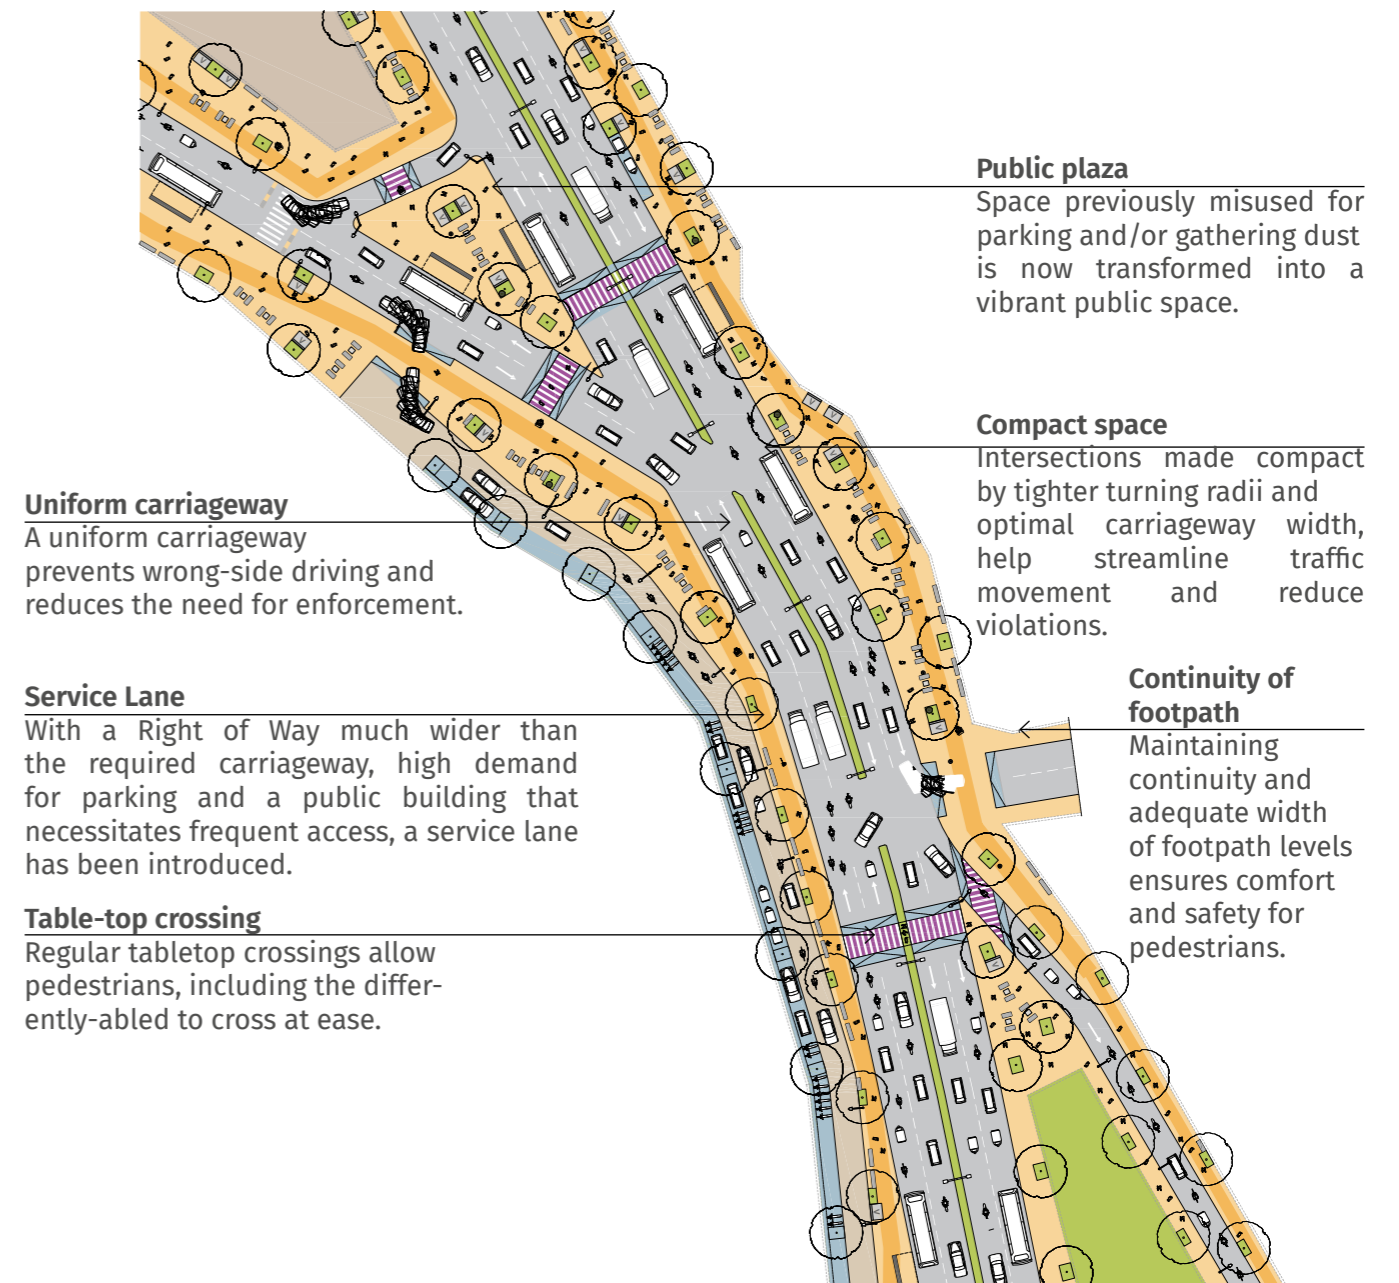 Public plaza
Space previously misused for
parking and/or gathering dust
is now transformed into a
vibrant public space.
Compact space
Intersections made compact
by tighter turning radii and
optimal carriageway width,
help streamline traffic
movement and reduce
violations.
Uniform carriageway
A uniform carriageway
prevents wrong-side driving and
reduces the need for enforcement.
Continuity of
footpath
Maintaining
continuity and
adequate width
of footpath levels
ensures comfort
and safety for
pedestrians.
Service Lane
With a Right of Way much wider than
the required carriageway, high demand
for parking and a public building that
necessitates frequent access, a service lane
has been introduced.
Table-top crossing
Regular tabletop crossings allow
pedestrians, including the differ-
ently-abled to cross at ease.